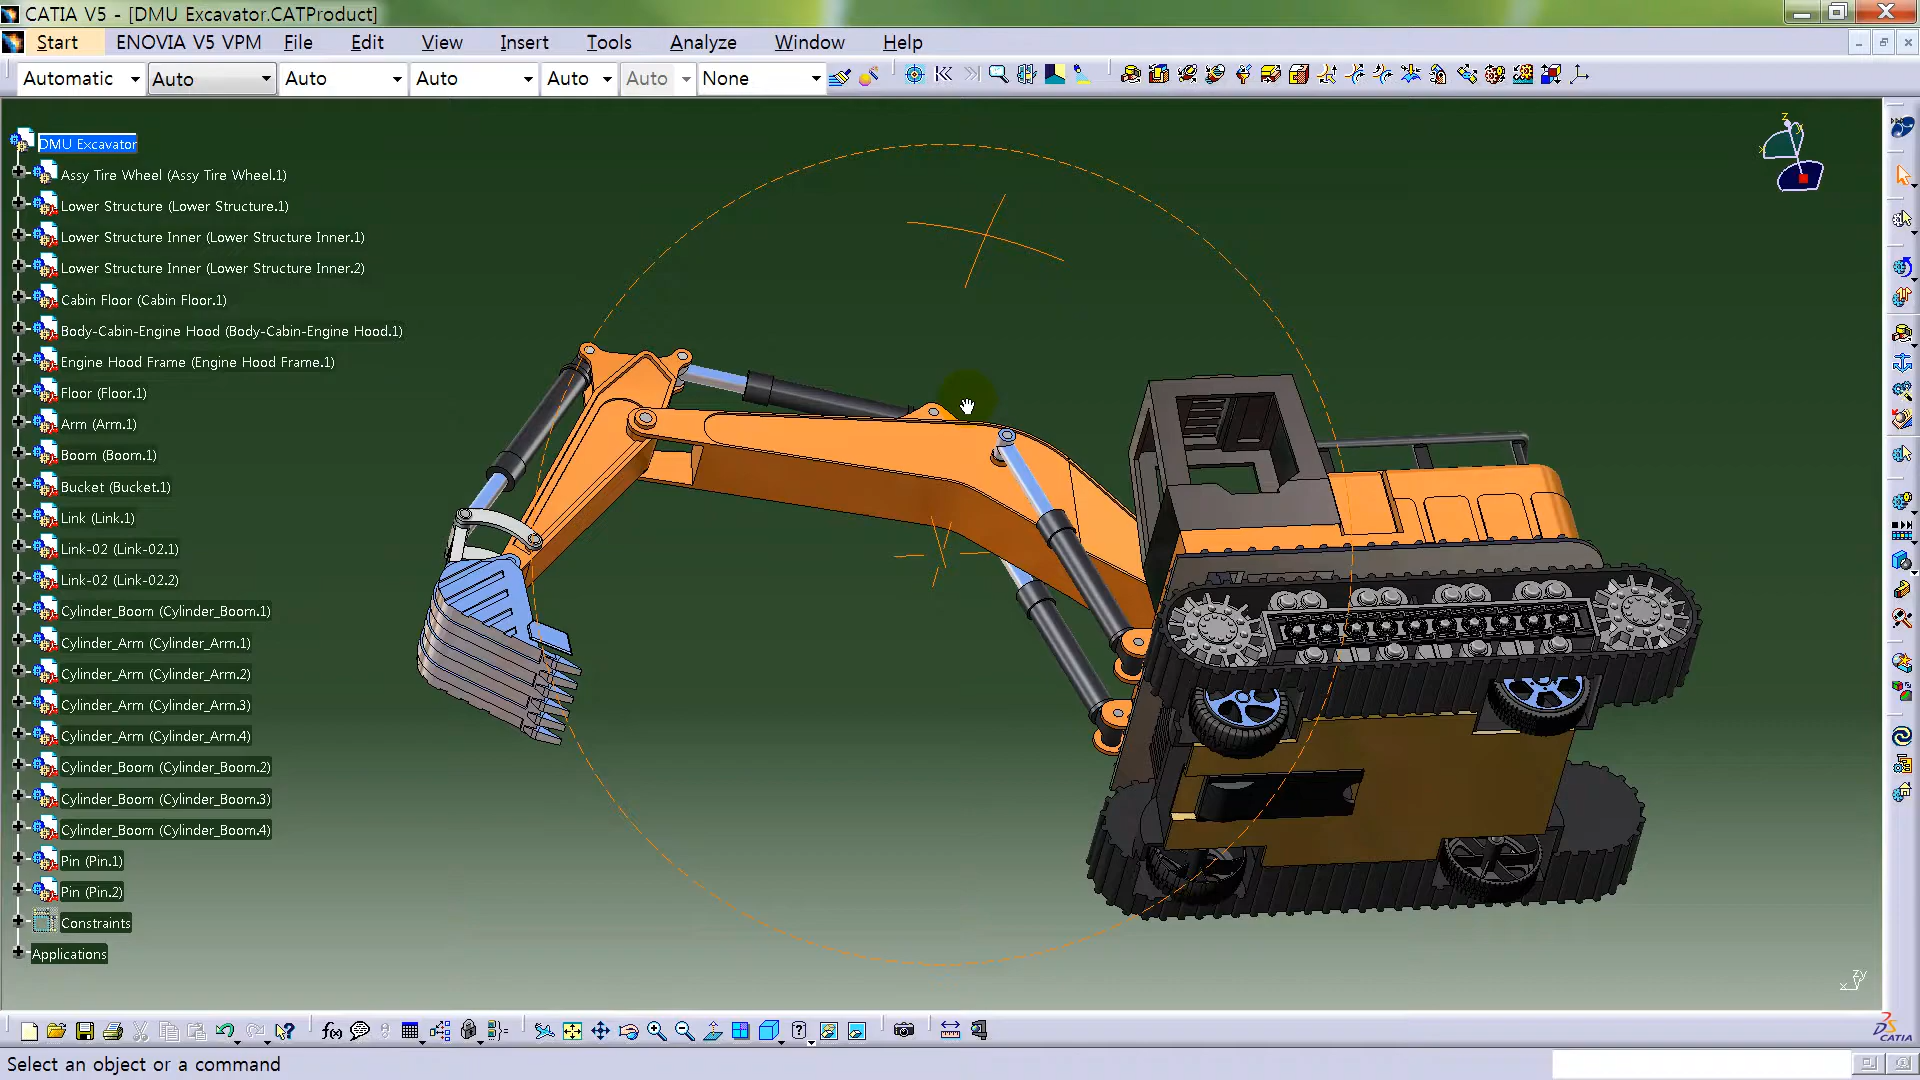 CATIA V5 - [DMU Excavator.CATProduct]
Start ENOVIA V5 VPM File Edit View Insert Tools Analyze Window Help
Automatic Auto Auto Auto Auto Auto None
DMU Excavator
Assy Tire Wheel (Assy Tire Wheel.1)
Lower Structure (Lower Structure.1)
Lower Structure Inner (Lower Structure Inner.1)
Lower Structure Inner (Lower Structure Inner.2)
Cabin Floor (Cabin Floor.1)
Body-Cabin-Engine Hood (Body-Cabin-Engine Hood.1)
Engine Hood Frame (Engine Hood Frame.1)
Floor (Floor.1)
Arm (Arm.1)
Boom (Boom.1)
Bucket (Bucket.1)
Link (Link.1)
Link-02 (Link-02.1)
Link-02 (Link-02.2)
Cylinder_Boom (Cylinder_Boom.1)
Cylinder_Arm (Cylinder_Arm.1)
Cylinder_Arm (Cylinder_Arm.2)
Cylinder_Arm (Cylinder_Arm.3)
Cylinder_Arm (Cylinder_Arm.4)
Cylinder_Boom (Cylinder_Boom.2)
Cylinder_Boom (Cylinder_Boom.3)
Cylinder_Boom (Cylinder_Boom.4)
Pin (Pin.1)
Pin (Pin.2)
Constraints
Applications
z
x
zy
x
f(x)
CATIA
Select an object or a command